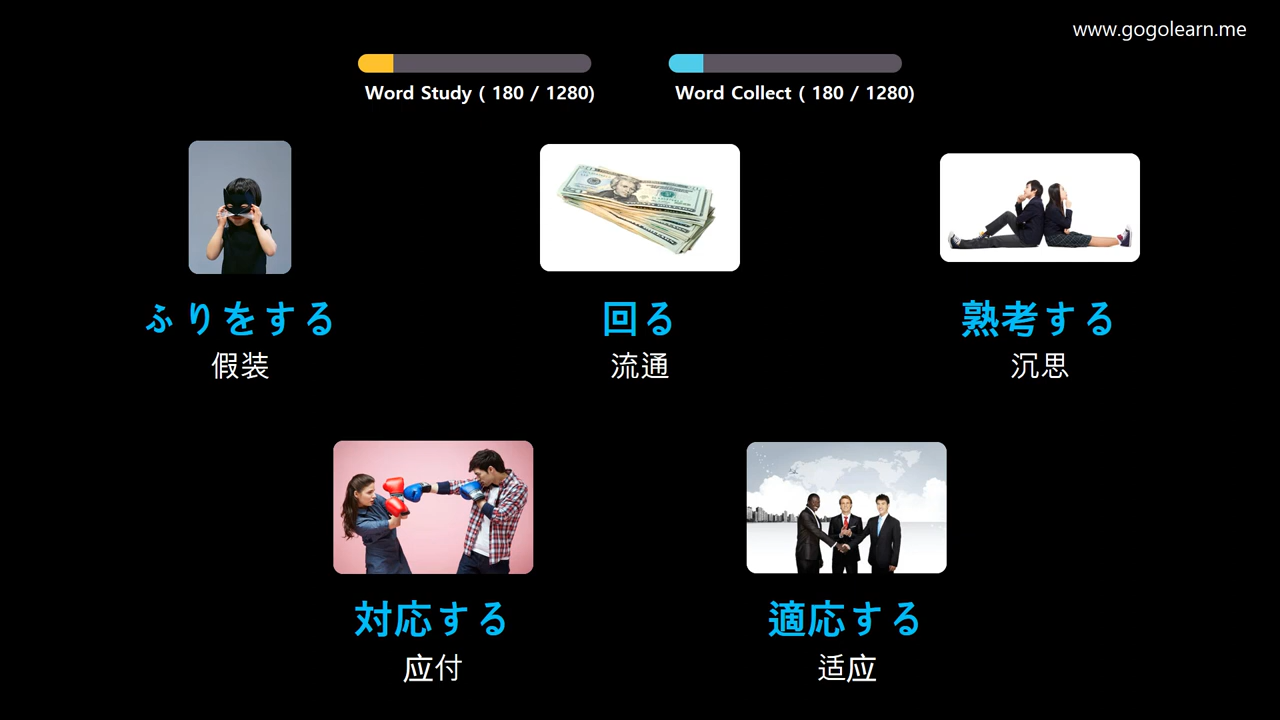 www.gogolearn.me
Word Study ( 180 / 1280)
Word Collect ( 180 / 1280)
ふりをする
假装
回る
流通
熟考する
沉思
対応する
应付
適応する
适应